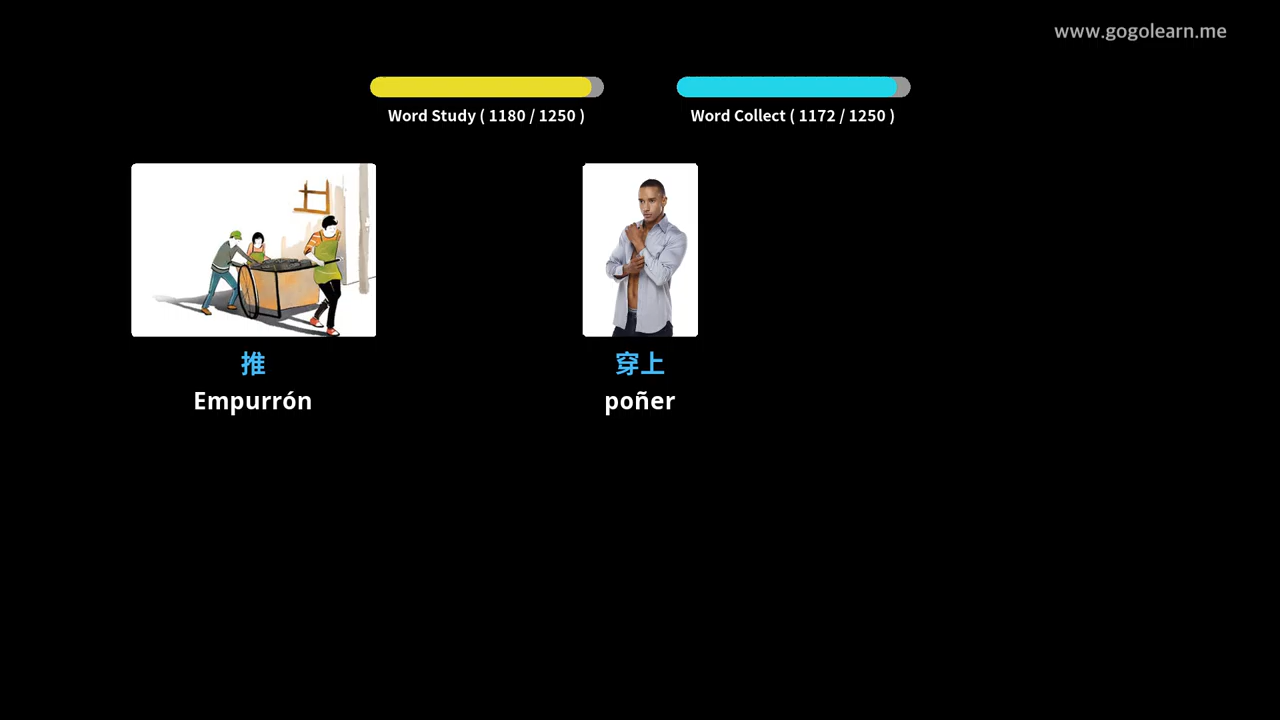 www.gogolearn.me
Word Study ( 1180 / 1250 )
Word Collect ( 1172 / 1250 )
推
穿上
Empurrón
poñer